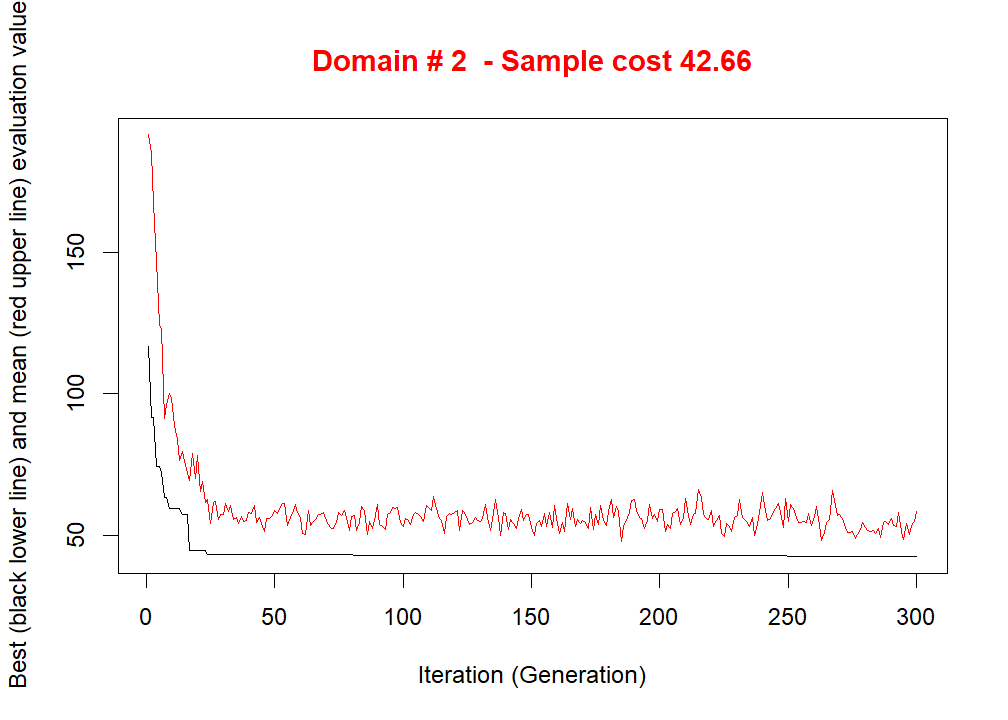 Domain # 2  - Sample cost 42.66
Best (black lower line) and mean (red upper line) evaluation value
150
100
50
0 50 100 150 200 250 300
Iteration (Generation)